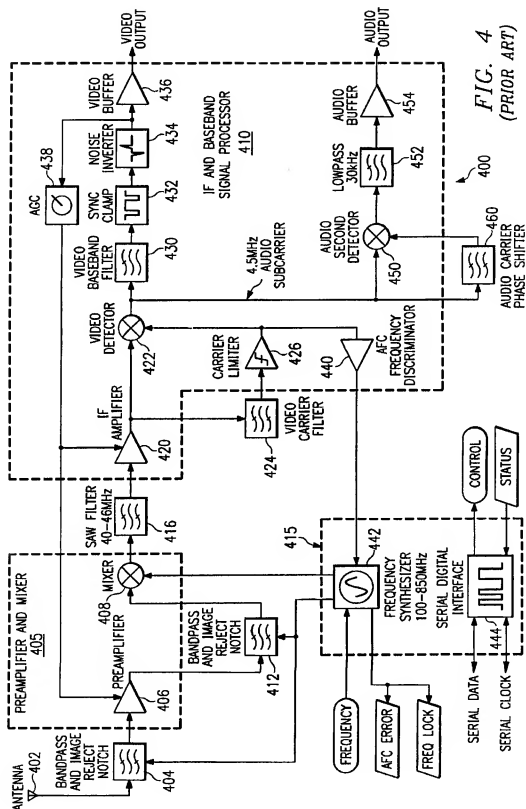 ANTENNA
402
BANDPASS
AND IMAGE
REJECT
NOTCH
404
PREAMPLIFIER AND MIXER
405
PREAMPLIFIER
406
MIXER
408
BANDPASS
AND IMAGE
REJECT
NOTCH
412
SAW FILTER
40-46MHz
416
IF
AMPLIFIER
420
VIDEO
DETECTOR
422
VIDEO CARRIER
FILTER
424
CARRIER
LIMITER
426
AFC
FREQUENCY
DISCRIMINATOR
440
AGC
438
VIDEO
BASEBAND
FILTER
430
SYNC
CLAMP
432
NOISE
INVERTER
434
VIDEO
BUFFER
436
VIDEO
OUTPUT
IF AND BASEBAND
SIGNAL PROCESSOR
410
4.5MHz
AUDIO
SUBCARRIER
AUDIO
SECOND
DETECTOR
450
LOWPASS
30kHz
452
AUDIO
BUFFER
454
AUDIO
OUTPUT
460
AUDIO CARRIER
PHASE SHIFTER
400
415
442
FREQUENCY
SYNTHESIZER
100-850MHz
FREQUENCY
AFC ERROR
FREQ LOCK
SERIAL DIGITAL
INTERFACE
444
SERIAL DATA
SERIAL CLOCK
CONTROL
STATUS
FIG. 4
(PRIOR ART)